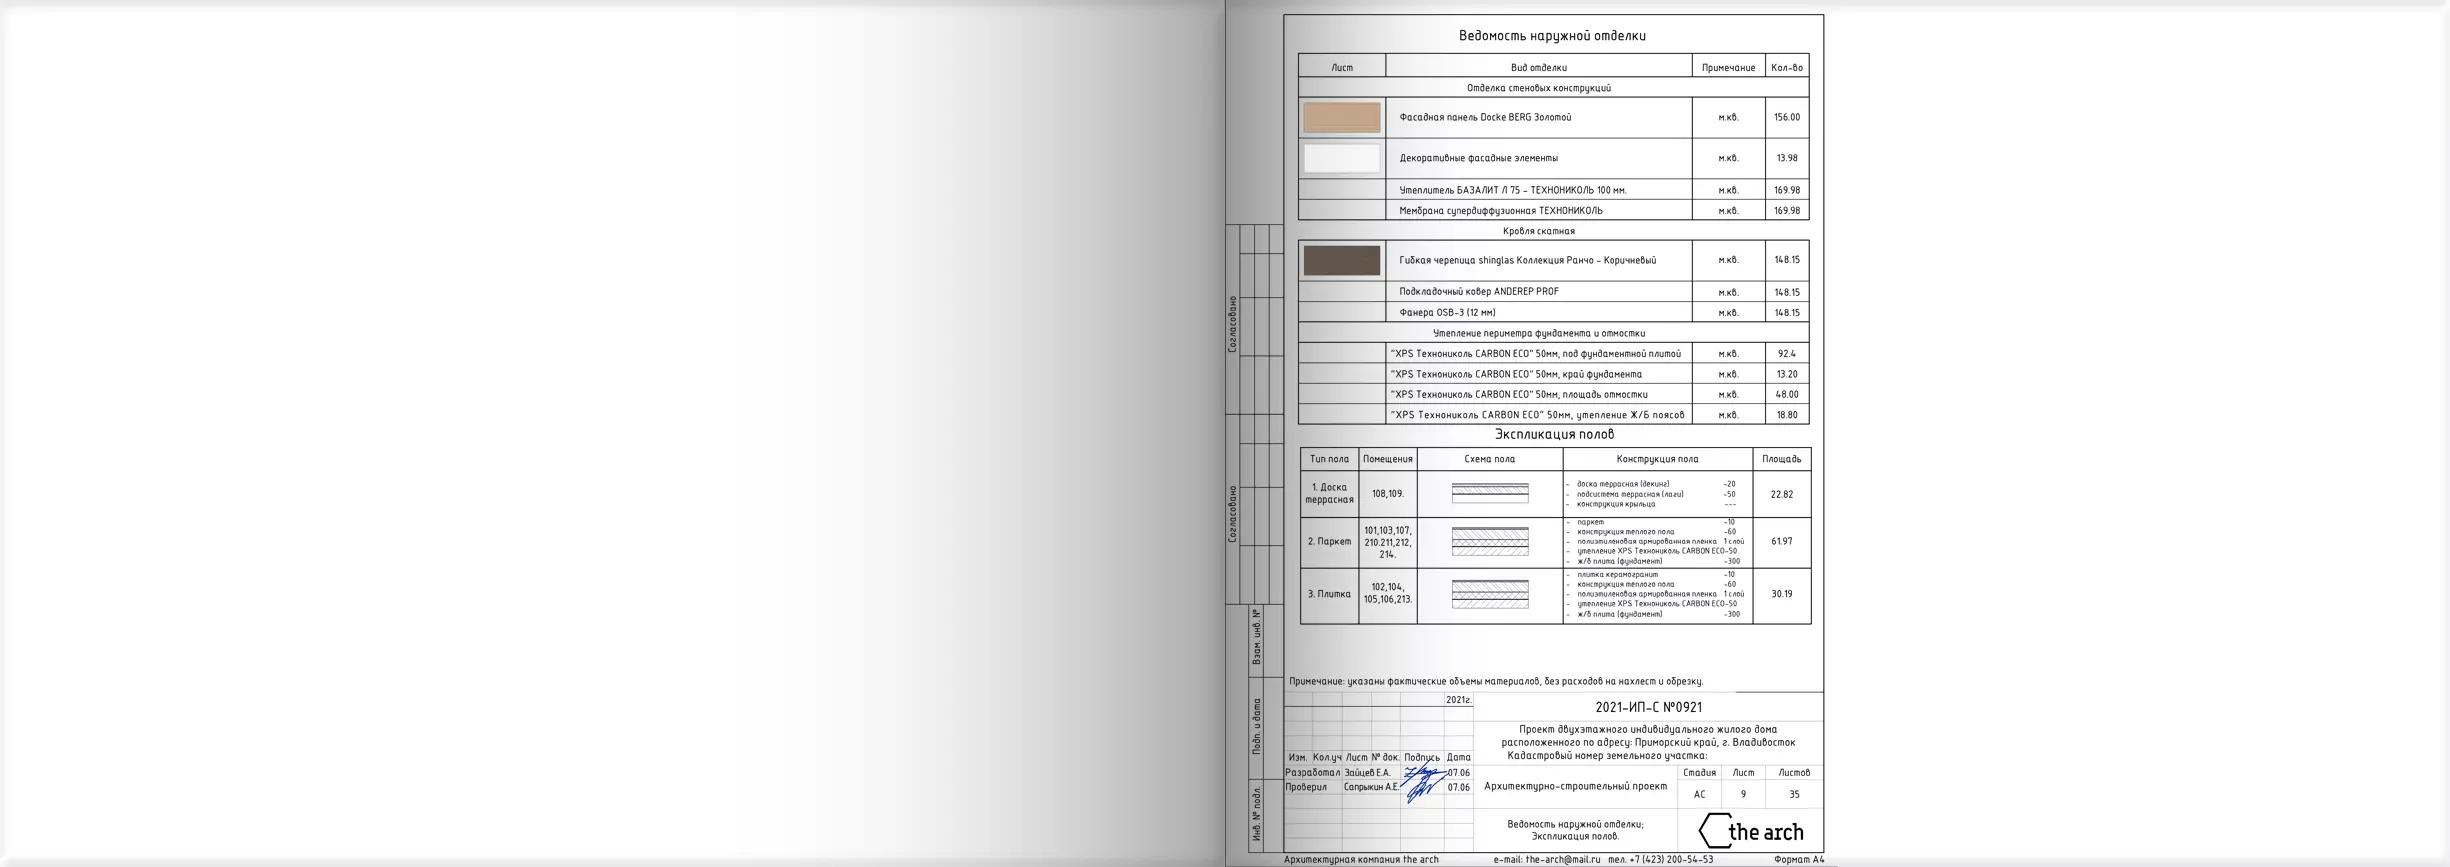 Ведомость наружной отделки
Лист Вид отделки Примечание Кол-во
Отделка стеновых конструкций
Фасадная панель Docke BERG Золотой м.кв. 156.00
Декоративные фасадные элементы м.кв. 13.98
Утеплитель БАЗАЛИТ Л 75 - ТЕХНОНИКОЛЬ 100 мм. м.кв. 169.98
Мембрана супердиффузионная ТЕХНОНИКОЛЬ м.кв. 169.98
Кровля скатная
Гибкая черепица shinglas Коллекция Ранчо - Коричневый м.кв. 148.15
Подкладочный ковер ANDEREP PROF м.кв. 148.15
Фанера OSB-3 (12 мм) м.кв. 148.15
Утепление периметра фундамента и отмостки
"XPS Технониколь CARBON ECO" 50мм, под фундаментной плитой м.кв. 92.4
"XPS Технониколь CARBON ECO" 50мм, край фундамента м.кв. 13.20
"XPS Технониколь CARBON ECO" 50мм, площадь отмостки м.кв. 48.00
"XPS Технониколь CARBON ECO" 50мм, утепление Ж/Б поясов м.кв. 18.80
Экспликация полов
Тип пола Помещения Схема пола Конструкция пола Площадь
1. Доска
террасная
108,109.
- доска террасная (декинг) -20
- подсистема террасная (лаги) -50
- конструкция крыльца ---
22.82
2. Паркет
101,103,107,
210.211,212,
214.
- паркет -10
- конструкция теплого пола -60
- полиэтиленовая армированная пленка 1 слой
- утепление XPS Технониколь CARBON ECO-50
- ж/б плита (фундамент) -300
61.97
3. Плитка
102,104,
105,106,213.
- плитка керамогранит -10
- конструкция теплого пола -60
- полиэтиленовая армированная пленка 1 слой
- утепление XPS Технониколь CARBON ECO-50
- ж/б плита (фундамент) -300
30.19
Примечание: указаны фактические объемы материалов, без расходов на нахлест и обрезку.
Согласовано
Согласовано
Взам. инв. №
Подп. и дата
Инв. № подл.
2021г.
2021-ИП-С №0921
Проект двухэтажного индивидуального жилого дома
расположенного по адресу: Приморский край, г. Владивосток
Кадастровый номер земельного участка:
Изм. Кол.уч Лист № док. Подпись Дата
Разработал Зайцев Е.А. 07.06
Проверил Сапрыкин А.Е. 07.06
Архитектурно-строительный проект
Стадия Лист Листов
АС 9 35
Ведомость наружной отделки;
Экспликация полов.
the arch
Архитектурная компания the arch e-mail: the-arch@mail.ru тел. +7 (423) 200-54-53 Формат А4